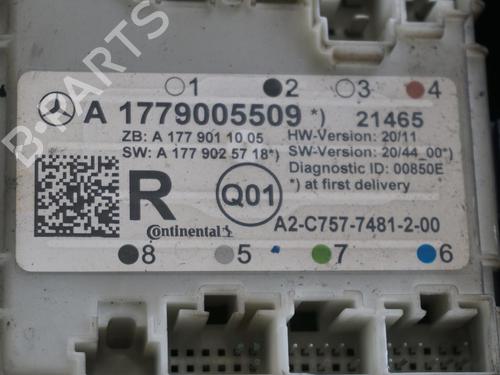 1 2 3 4
A 1779005509 *) 21465
ZB: A 177 901 10 05 HW-Version: 20/11
SW: A 177 902 57 18*) SW-Version: 20/44_00*)
Diagnostic ID: 00850E
*) at first delivery
R Q01
Continental A2-C757-7481-2-00
8 5 7 6
B-PARTS